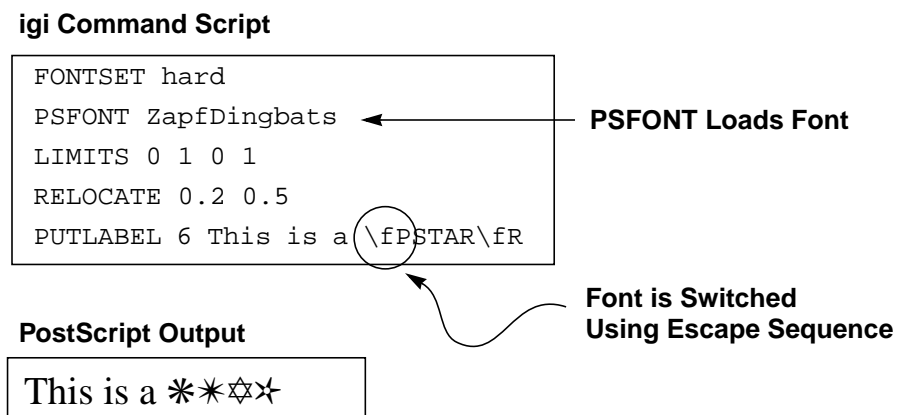 igi Command Script
FONTSET hard
PSFONT ZapfDingbats
PSFONT Loads Font
LIMITS 0 1 0 1
RELOCATE 0.2 0.5
PUTLABEL 6 This is a \fPSTAR\fR
Font is Switched
Using Escape Sequence
PostScript Output
This is a ✻✴✡✲